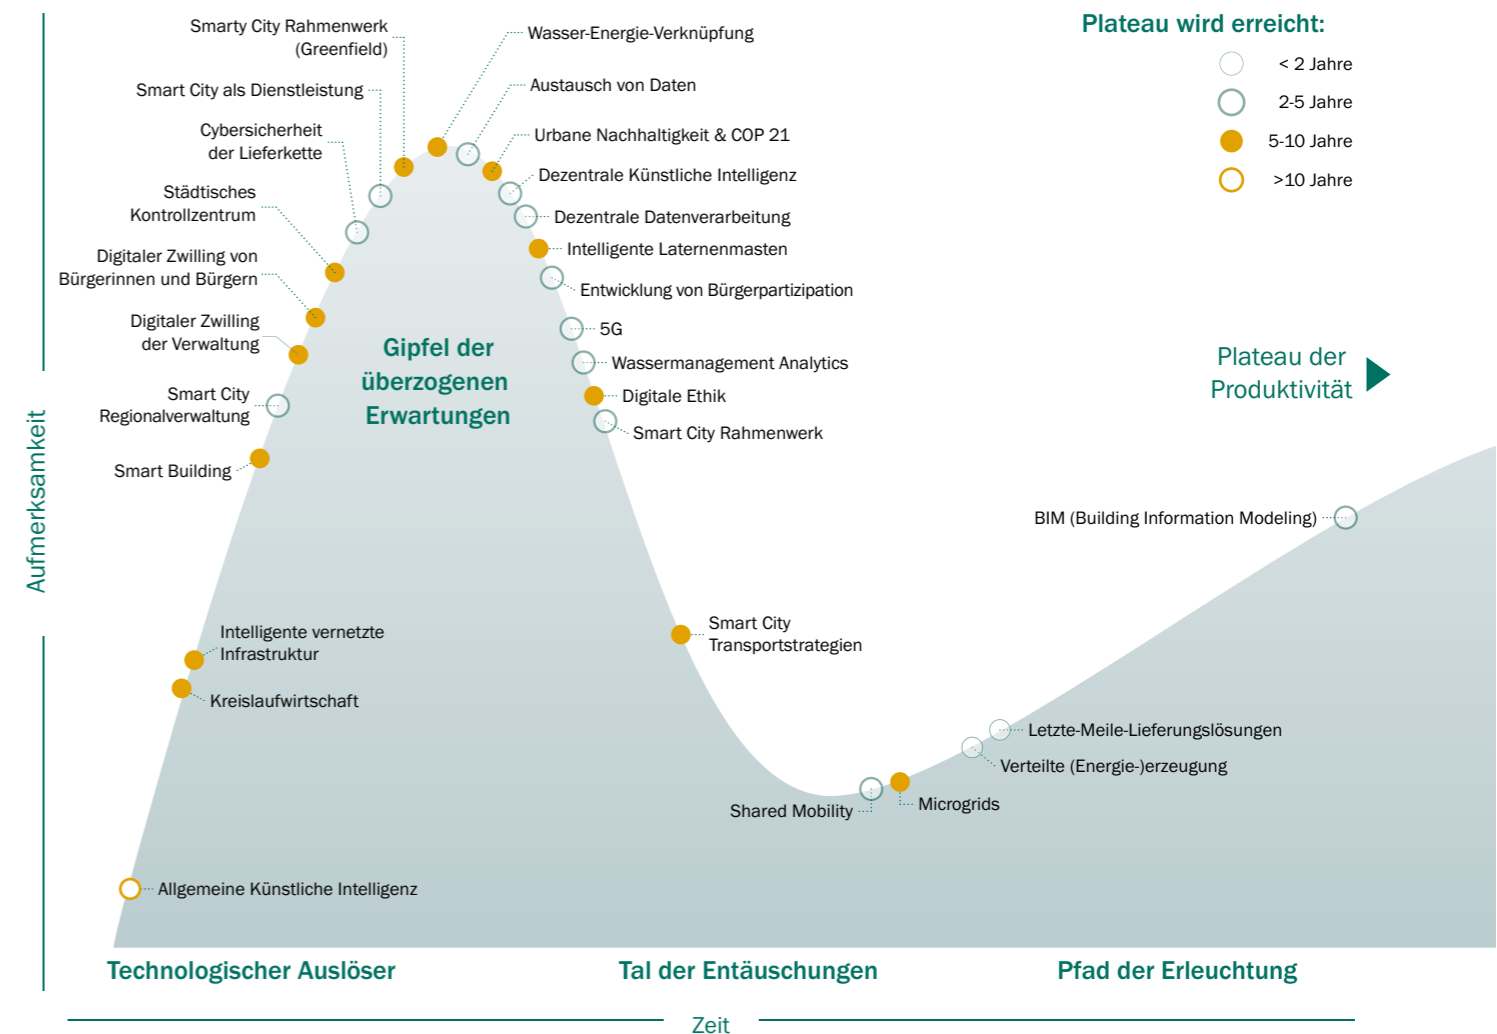 Smarty City Rahmenwerk
(Greenfield)
Smart City als Dienstleistung
Cybersicherheit
der Lieferkette
Städtisches
Kontrollzentrum
Digitaler Zwilling von
Bürgerinnen und Bürgern
Digitaler Zwilling
der Verwaltung
Smart City
Regionalverwaltung
Smart Building
Intelligente vernetzte
Infrastruktur
Kreislaufwirtschaft
Allgemeine Künstliche Intelligenz
Wasser-Energie-Verknüpfung
Austausch von Daten
Urbane Nachhaltigkeit & COP 21
Dezentrale Künstliche Intelligenz
Dezentrale Datenverarbeitung
Intelligente Laternenmasten
Entwicklung von Bürgerpartizipation
5G
Wassermanagement Analytics
Digitale Ethik
Smart City Rahmenwerk
Smart City
Transportstrategien
Shared Mobility
Microgrids
Verteilte (Energie-)erzeugung
Letzte-Meile-Lieferungslösungen
BIM (Building Information Modeling)
Plateau wird erreicht:
< 2 Jahre
2-5 Jahre
5-10 Jahre
>10 Jahre
Gipfel der
überzogenen
Erwartungen
Plateau der
Produktivität
Aufmerksamkeit
Technologischer Auslöser
Tal der Entäuschungen
Pfad der Erleuchtung
Zeit